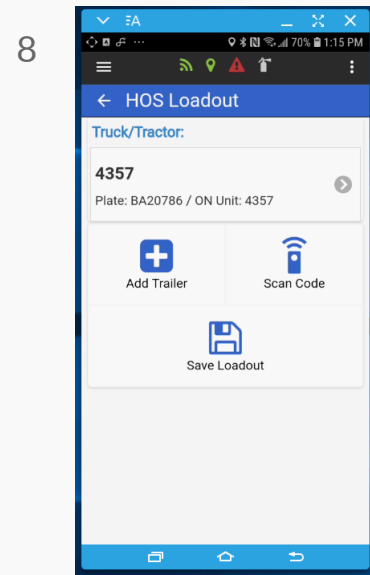 8
EA
70% 1:15 PM
HOS Loadout
Truck/Tractor:
4357
Plate: BA20786 / ON Unit: 4357
Add Trailer
Scan Code
Save Loadout